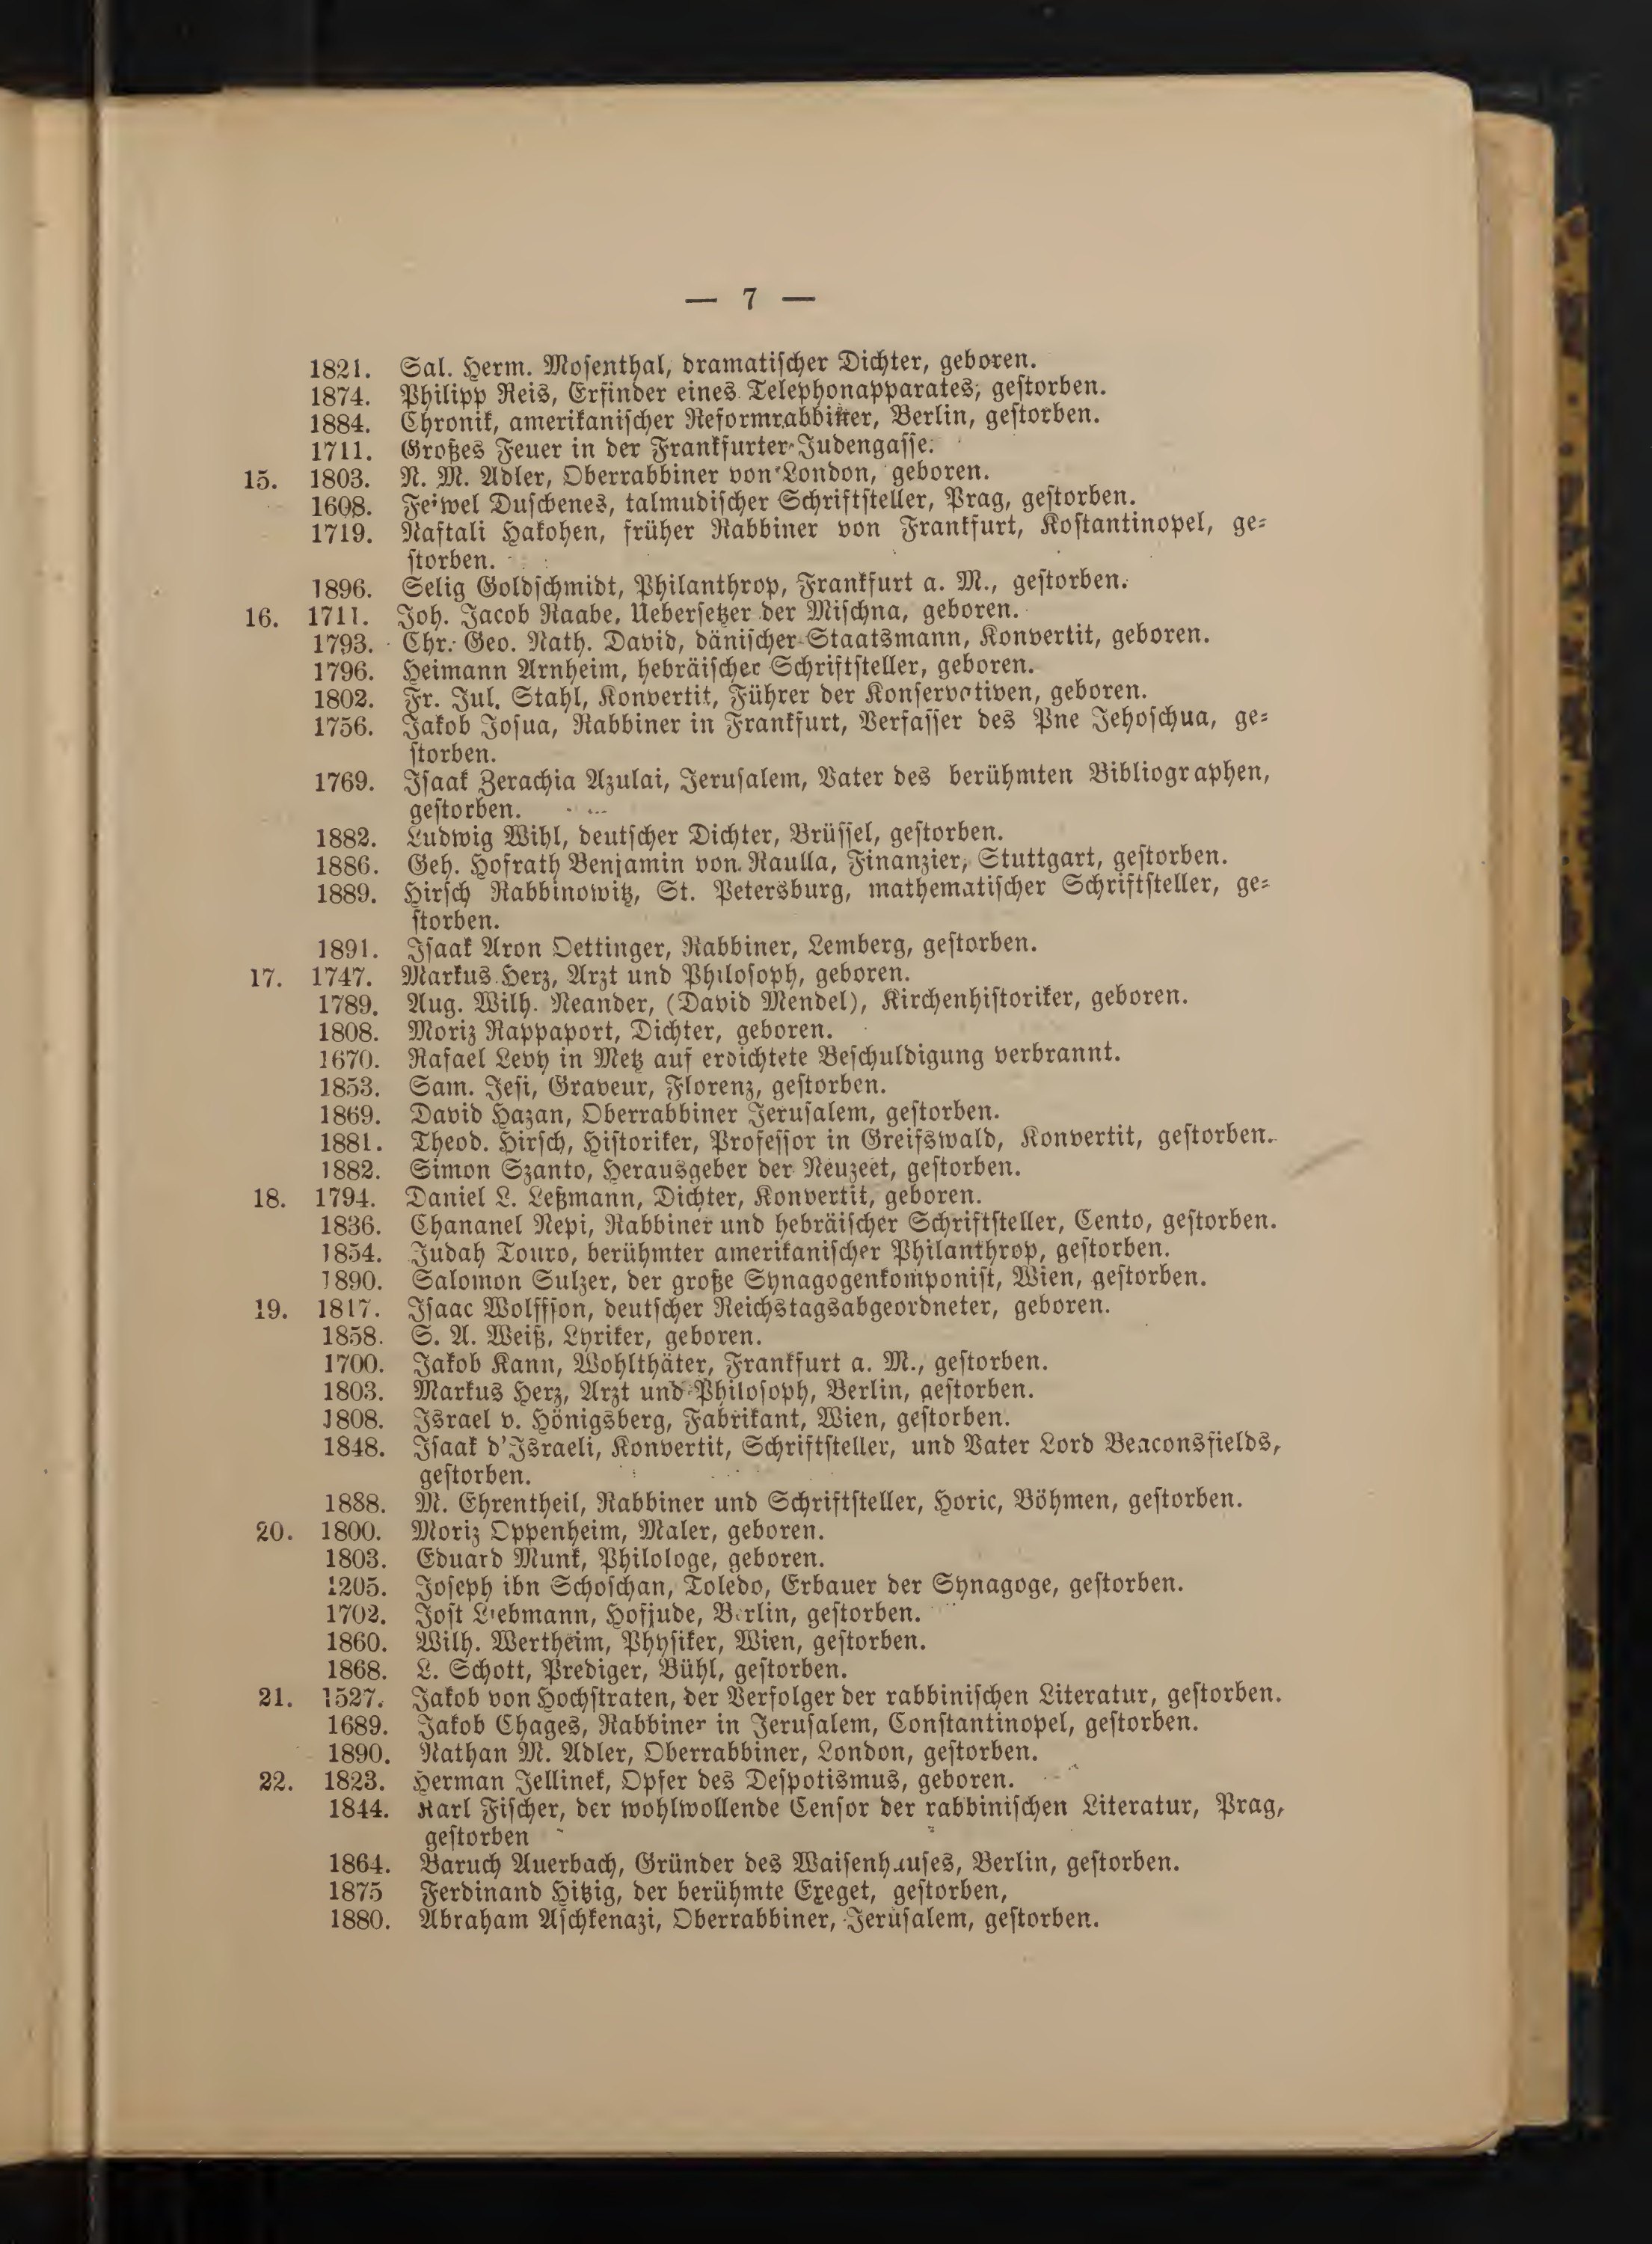 — 7 —
1821. Sal. Herm. Mosenthal, dramatischer Dichter, geboren.
1874. Philipp Reis, Erfinder eines Telephonapparates, gestorben.
1884. Chronik, amerikanischer Reformrabbiner, Berlin, gestorben.
1711. Großes Feuer in der Frankfurter Judengasse.
15. 1803. N. M. Adler, Oberrabbiner von London, geboren.
1608. Feiwel Duschenes, talmudischer Schriftsteller, Prag, gestorben.
1719. Naftali Hakohen, früher Rabbiner von Frankfurt, Kostantinopel, ge-
storben.
1896. Selig Goldschmidt, Philanthrop, Frankfurt a. M., gestorben.
16. 1711. Joh. Jacob Raabe, Uebersetzer der Mischna, geboren.
1793. Chr. Geo. Nath. David, dänischer Staatsmann, Konvertit, geboren.
1796. Heimann Arnheim, hebräischer Schriftsteller, geboren.
1802. Fr. Jul. Stahl, Konvertit, Führer der Konservativen, geboren.
1756. Jakob Josua, Rabbiner in Frankfurt, Verfasser des Pne Jehoschua, ge-
storben.
1769. Isaak Zerachia Azulai, Jerusalem, Vater des berühmten Bibliographen,
gestorben.
1882. Ludwig Wihl, deutscher Dichter, Brüssel, gestorben.
1886. Geh. Hofrath Benjamin von Raulla, Finanzier, Stuttgart, gestorben.
1889. Hirsch Rabbinowitz, St. Petersburg, mathematischer Schriftsteller, ge-
storben.
1891. Isaak Aron Oettinger, Rabbiner, Lemberg, gestorben.
17. 1747. Markus Herz, Arzt und Philosoph, geboren.
1789. Aug. Wilh. Neander, (David Mendel), Kirchenhistoriker, geboren.
1808. Moriz Rappaport, Dichter, geboren.
1670. Rafael Levy in Metz auf erdichtete Beschuldigung verbrannt.
1853. Sam. Jesi, Graveur, Florenz, gestorben.
1869. David Hazan, Oberrabbiner Jerusalem, gestorben.
1881. Theod. Hirsch, Historiker, Professor in Greifswald, Konvertit, gestorben.
1882. Simon Szanto, Herausgeber der Neuzeet, gestorben.
18. 1794. Daniel L. Leßmann, Dichter, Konvertit, geboren.
1836. Chananel Nepi, Rabbiner und hebräischer Schriftsteller, Cento, gestorben.
1854. Judah Touro, berühmter amerikanischer Philanthrop, gestorben.
1890. Salomon Sulzer, der große Synagogenkomponist, Wien, gestorben.
19. 1817. Isaac Wolffson, deutscher Reichstagsabgeordneter, geboren.
1858. S. A. Weiß, Lyriker, geboren.
1700. Jakob Kann, Wohlthäter, Frankfurt a. M., gestorben.
1803. Markus Herz, Arzt und Philosoph, Berlin, gestorben.
1808. Israel v. Hönigsberg, Fabrikant, Wien, gestorben.
1848. Isaak d'Israeli, Konvertit, Schriftsteller, und Vater Lord Beaconsfields,
gestorben.
1888. M. Ehrentheil, Rabbiner und Schriftsteller, Horic, Böhmen, gestorben.
20. 1800. Moriz Oppenheim, Maler, geboren.
1803. Eduard Munk, Philologe, geboren.
1205. Joseph ibn Schoschan, Toledo, Erbauer der Synagoge, gestorben.
1702. Jost Liebmann, Hofjude, Berlin, gestorben.
1860. Wilh. Wertheim, Physiker, Wien, gestorben.
1868. L. Schott, Prediger, Bühl, gestorben.
21. 1527. Jakob von Hochstraten, der Verfolger der rabbinischen Literatur, gestorben.
1689. Jakob Chages, Rabbiner in Jerusalem, Constantinopel, gestorben.
1890. Nathan M. Adler, Oberrabbiner, London, gestorben.
22. 1823. Herman Jellinek, Opfer des Despotismus, geboren.
1844. Karl Fischer, der wohlwollende Censor der rabbinischen Literatur, Prag,
gestorben
1864. Baruch Auerbach, Gründer des Waisenhauses, Berlin, gestorben.
1875 Ferdinand Hitzig, der berühmte Exeget, gestorben,
1880. Abraham Aschkenazi, Oberrabbiner, Jerusalem, gestorben.